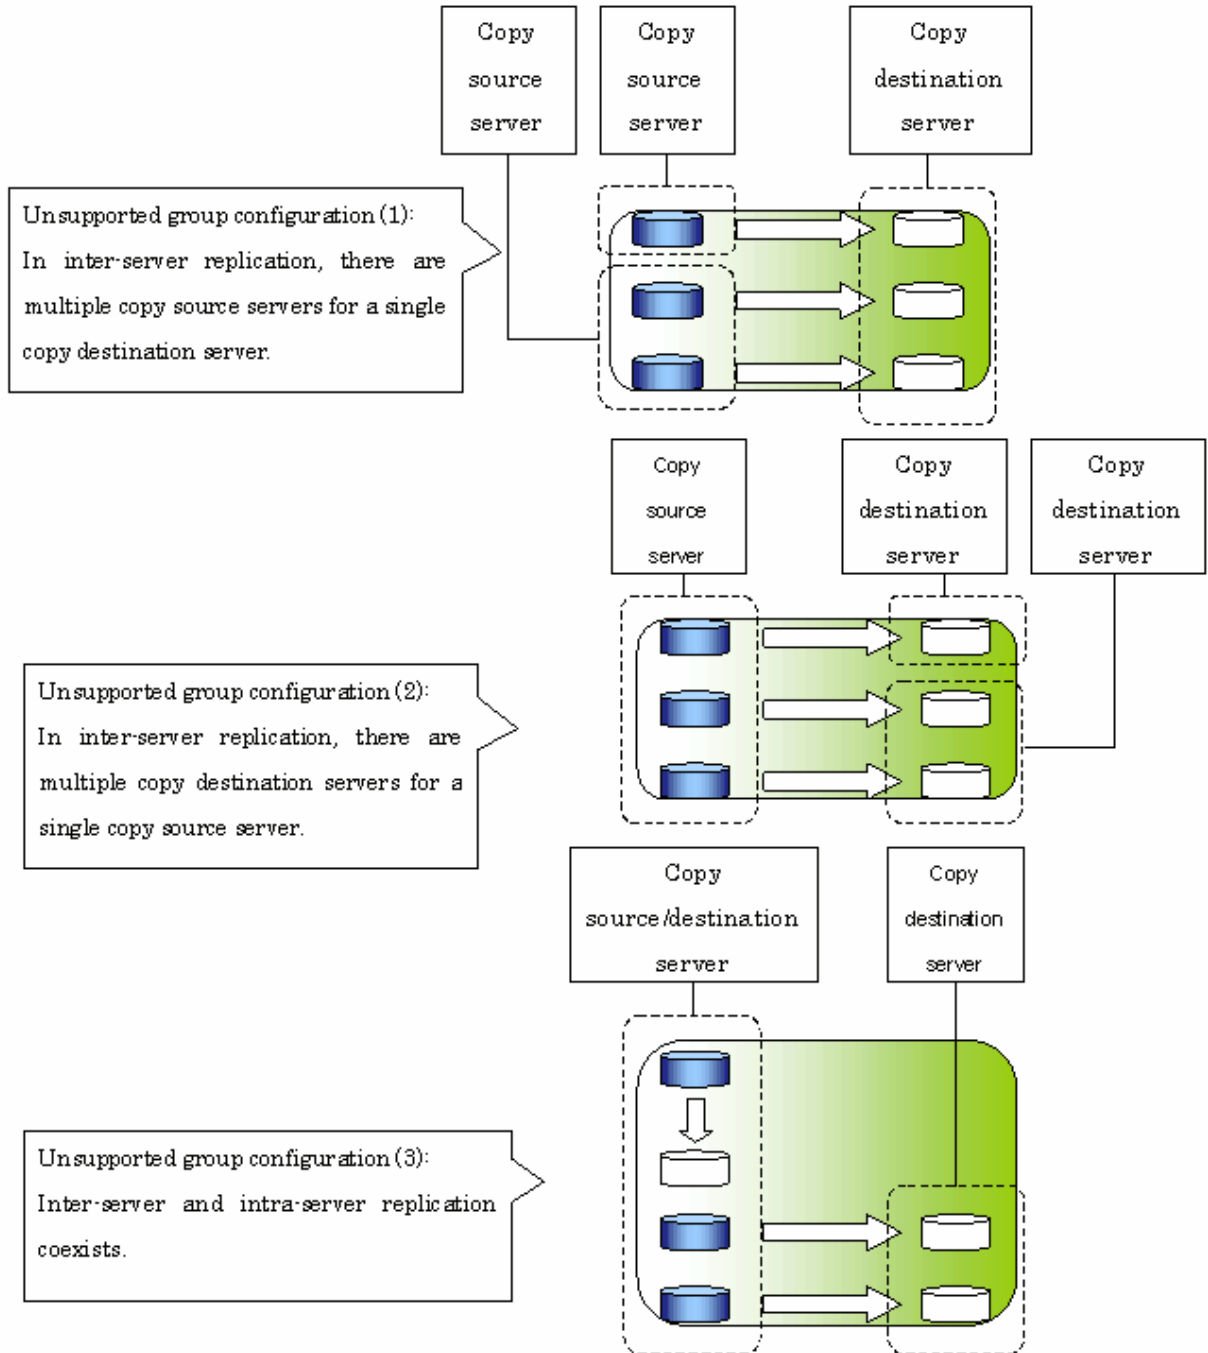 Copy
source
server
Copy
source
server
Copy
destination
server
Unsupported group configuration (1):
In inter-server replication, there are
multiple copy source servers for a single
copy destination server.
Copy
source
server
Copy
destination
server
Copy
destination
server
Unsupported group configuration (2):
In inter-server replication, there are
multiple copy destination servers for a
single copy source server.
Copy
source/destination
server
Copy
destination
server
Unsupported group configuration (3):
Inter-server and intra-server replication
coexists.